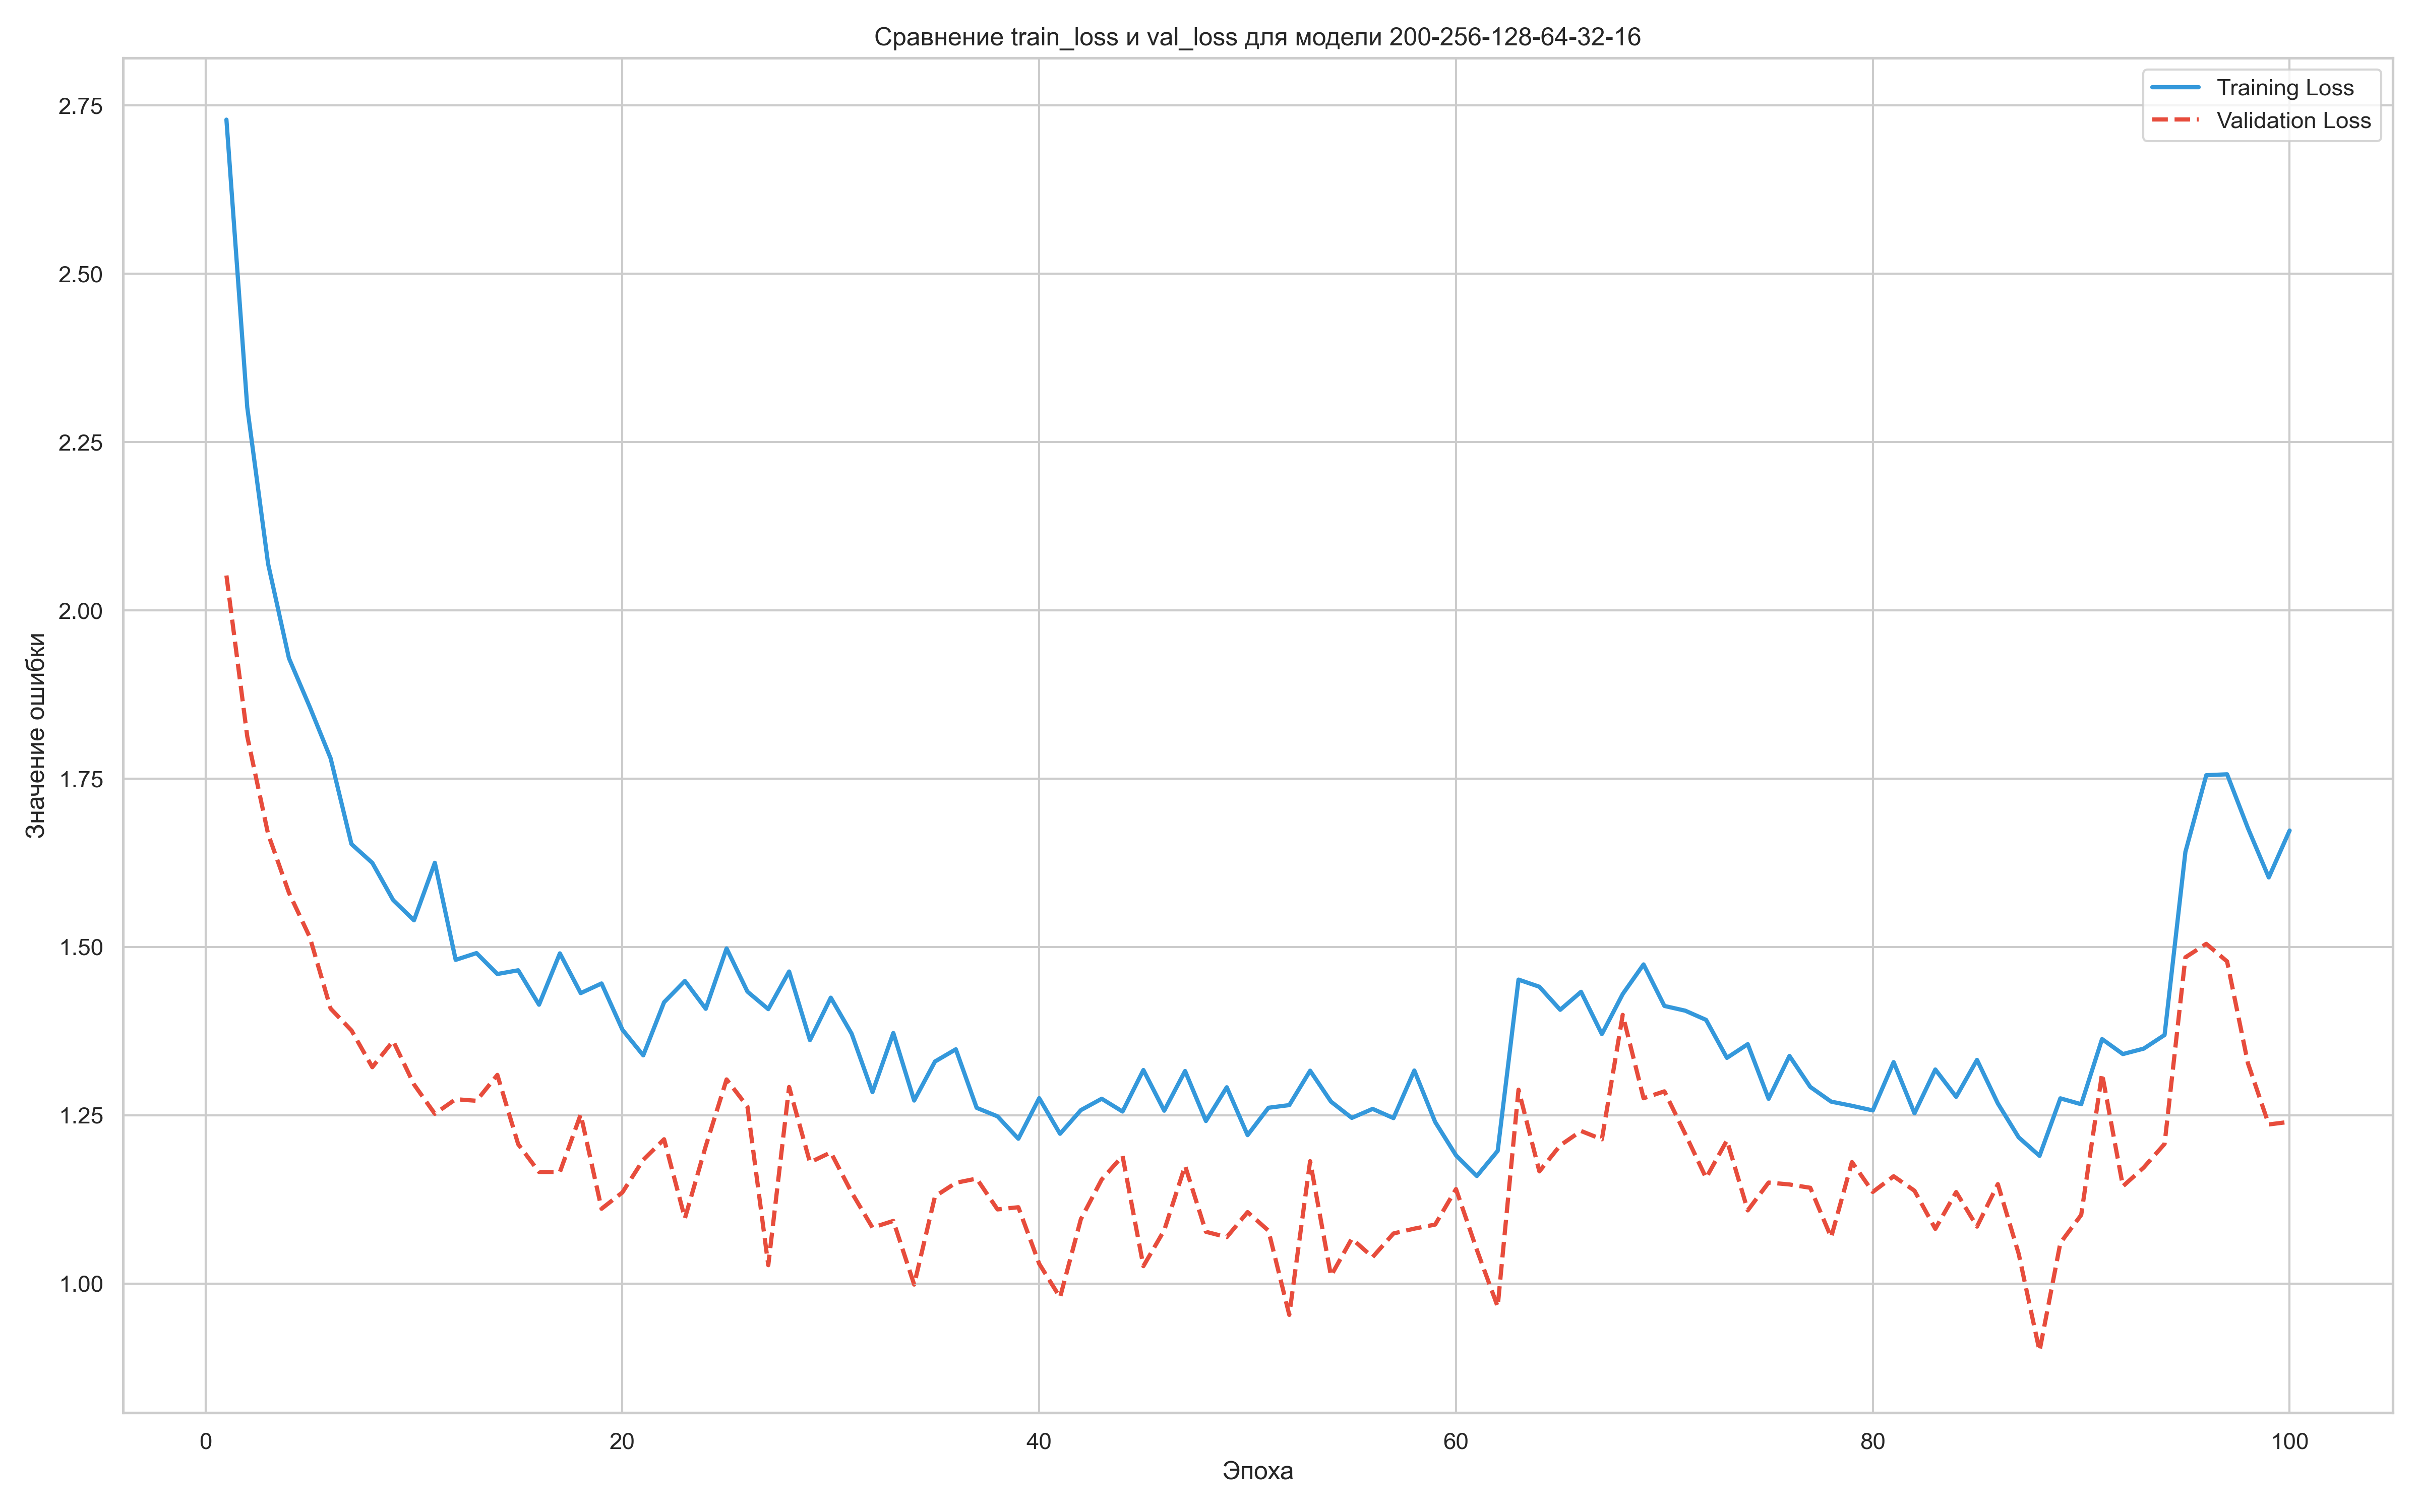 Сравнение train_loss и val_loss для модели 200-256-128-64-32-16
Training Loss
Validation Loss
2.75
2.50
2.25
2.00
1.75
1.50
1.25
1.00
Значение ошибки
0 20 40 60 80 100
Эпоха